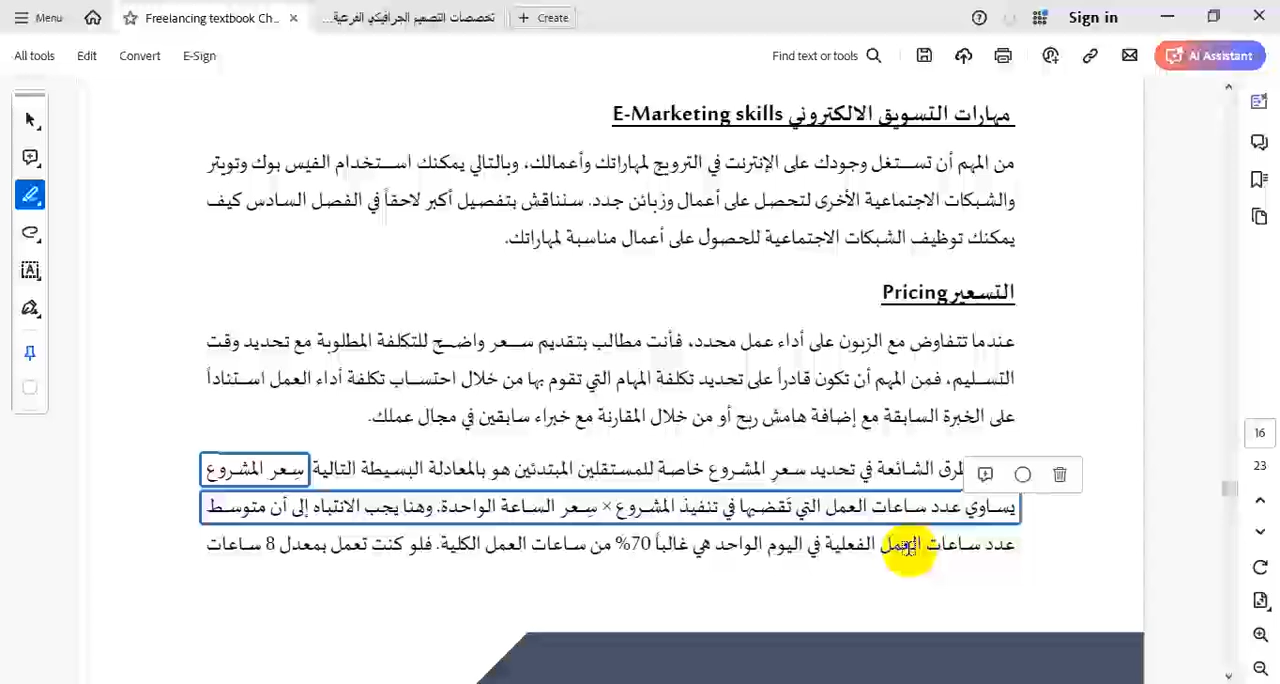 Menu
Freelancing textbook Ch...
تخصصات التصميم الجرافيكي الفرعية...
+ Create
Sign in
All tools
Edit
Convert
E-Sign
Find text or tools
AI Assistant
مهارات التسويق الالكتروني E-Marketing skills
من المهم أن تستغل وجودك على الإنترنت في الترويج لمهاراتك وأعمالك، وبالتالي يمكنك استخدام الفيس بوك وتويتر
والشبكات الاجتماعية الأخرى لتحصل على أعمال وزبائن جدد. سنناقش بتفصيل أكبر لاحقاً في الفصل السادس كيف
يمكنك توظيف الشبكات الاجتماعية للحصول على أعمال مناسبة لمهاراتك.
التسعير Pricing
عندما تتفاوض مع الزبون على أداء عمل محدد، فأنت مطالب بتقديم سعر واضح للتكلفة المطلوبة مع تحديد وقت
التسليم، فمن المهم أن تكون قادراً على تحديد تكلفة المهام التي تقوم بها من خلال احتساب تكلفة أداء العمل استناداً
على الخبرة السابقة مع إضافة هامش ربح أو من خلال المقارنة مع خبراء سابقين في مجال عملك.
الشائعة في تحديد سعرِ المشروع خاصة للمستقلين المبتدئين هو بالمعادلة البسيطة التالية سِعر المشروع
يساوي عدد ساعات العمل التي تَقضيها في تنفيذ المشروع × سِعر الساعة الواحدة. وهنا يجب الانتباه إلى أن متوسط
عدد ساعات العمل الفعلية في اليوم الواحد هي غالباً 70% من ساعات العمل الكلية. فلو كنت تعمل بمعدل 8 ساعات
16
23